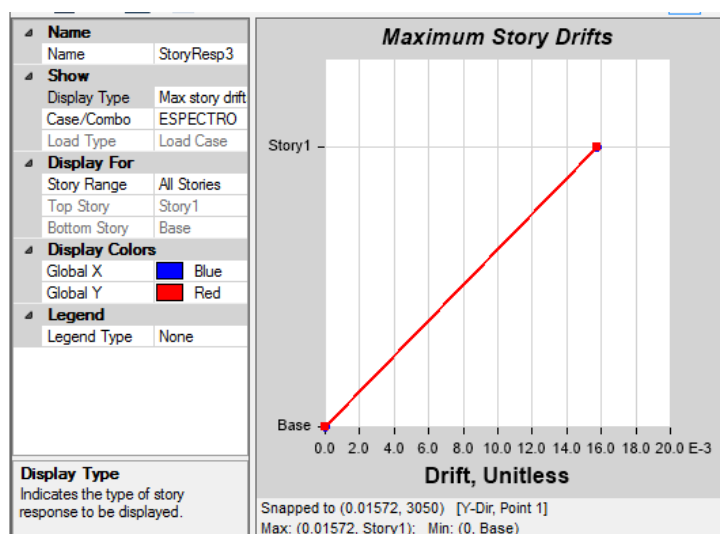 Name
Name StoryResp3
Show
Display Type Max story drift
Case/Combo ESPECTRO
Load Type Load Case
Display For
Story Range All Stories
Top Story Story1
Bottom Story Base
Display Colors
Global X Blue
Global Y Red
Legend
Legend Type None
Display Type
Indicates the type of story
response to be displayed.
Maximum Story Drifts
Story1
Base
0.0 2.0 4.0 6.0 8.0 10.0 12.0 14.0 16.0 18.0 20.0 E-3
Drift, Unitless
Snapped to (0.01572, 3050) [Y-Dir, Point 1]
Max: (0.01572, Story1); Min: (0, Base)